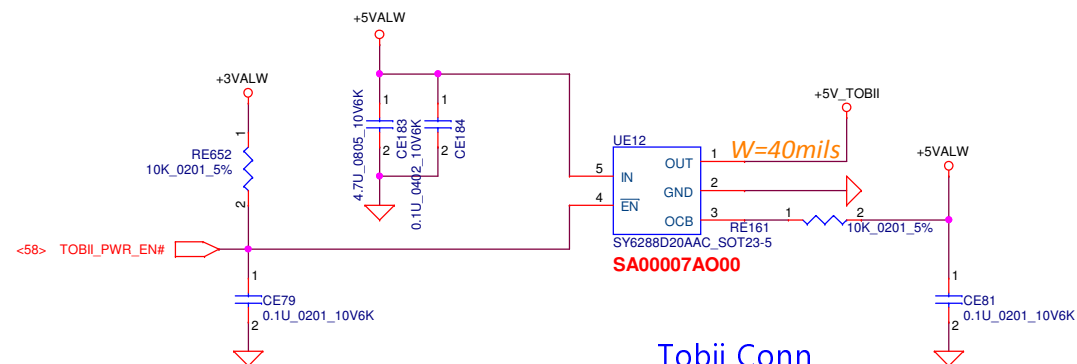 +5VALW
+3VALW
1
RE652
10K_0201_5%
2
4.7U_0805_10V6K
1
CE183
2
0.1U_0402_10V6K
1
CE184
2
UE12
5
IN
4
EN
OUT
1
GND
2
OCB
3
SY6288D20AAC_SOT23-5
SA00007AO00
W=40mils
+5V_TOBII
RE161
1
2
10K_0201_5%
+5VALW
<58> TOBII_PWR_EN#
1
CE79
0.1U_0201_10V6K
2
1
CE81
0.1U_0201_10V6K
2
Tobii Conn